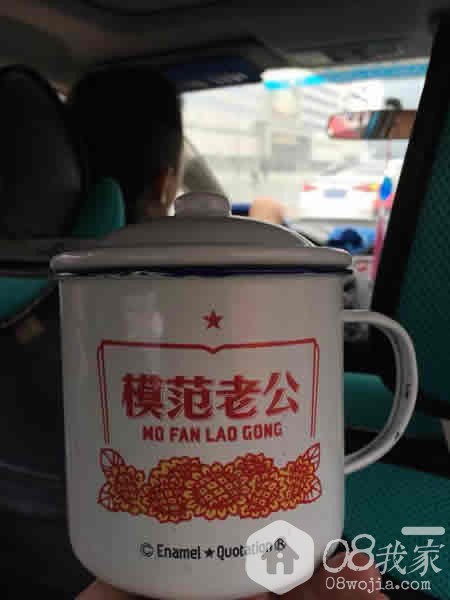 模范老公
MO FAN LAO GONG
© Enamel★Quotation®
08我家
08wojia.com